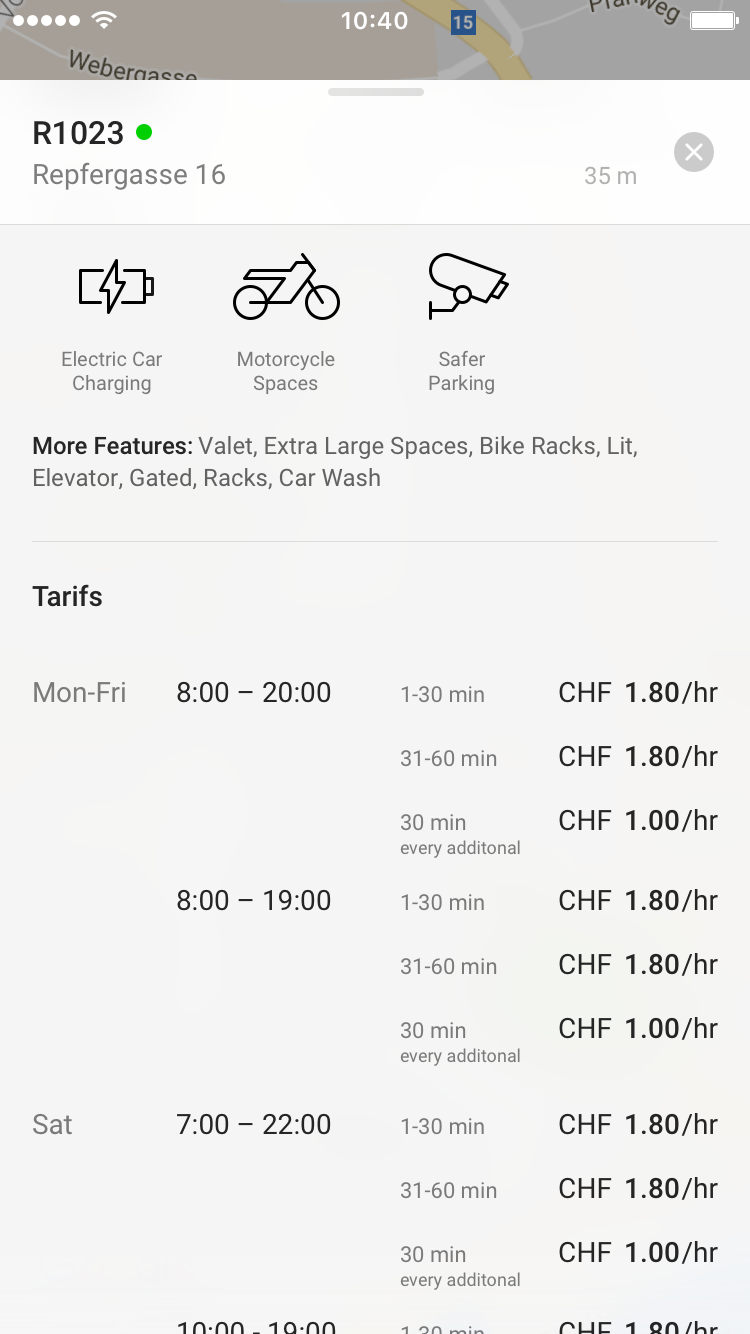 10:40
15
Webergasse
R1023
Repfergasse 16
35 m
Electric Car
Charging
Motorcycle
Spaces
Safer
Parking
More Features: Valet, Extra Large Spaces, Bike Racks, Lit,
Elevator, Gated, Racks, Car Wash
Tarifs
Mon-Fri 8:00 – 20:00 1-30 min CHF 1.80/hr
31-60 min CHF 1.80/hr
30 min CHF 1.00/hr
every additonal
8:00 – 19:00 1-30 min CHF 1.80/hr
31-60 min CHF 1.80/hr
30 min CHF 1.00/hr
every additonal
Sat 7:00 – 22:00 1-30 min CHF 1.80/hr
31-60 min CHF 1.80/hr
30 min CHF 1.00/hr
every additonal
10:00 - 19:00 1-30 min CHF 1.80/hr